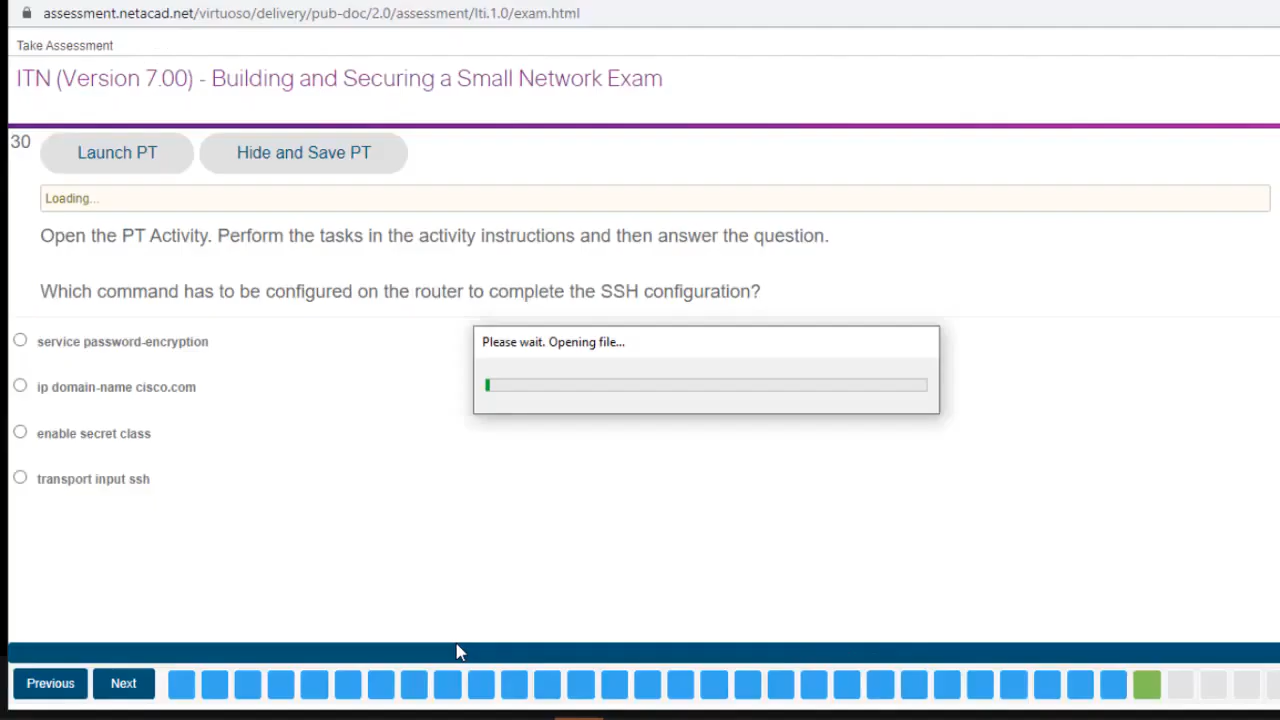 assessment.netacad.net/virtuoso/delivery/pub-doc/2.0/assessment/lti.1.0/exam.html
Take Assessment
ITN (Version 7.00) - Building and Securing a Small Network Exam
30
Launch PT
Hide and Save PT
Loading...
Open the PT Activity. Perform the tasks in the activity instructions and then answer the question.
Which command has to be configured on the router to complete the SSH configuration?
service password-encryption
Please wait. Opening file...
ip domain-name cisco.com
enable secret class
transport input ssh
Previous
Next